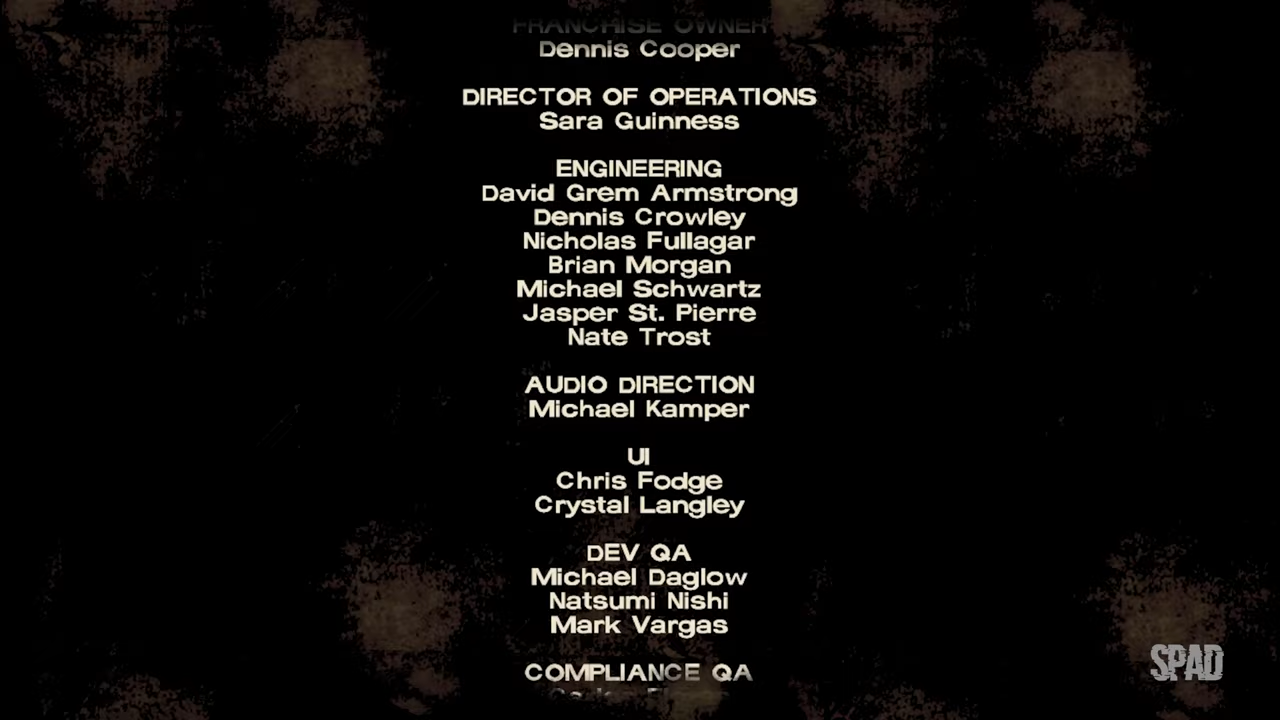 FRANCHISE OWNER
Dennis Cooper
DIRECTOR OF OPERATIONS
Sara Guinness
ENGINEERING
David Grem Armstrong
Dennis Crowley
Nicholas Fullagar
Brian Morgan
Michael Schwartz
Jasper St. Pierre
Nate Trost
AUDIO DIRECTION
Michael Kamper
UI
Chris Fodge
Crystal Langley
DEV QA
Michael Daglow
Natsumi Nishi
Mark Vargas
COMPLIANCE QA
SPAD